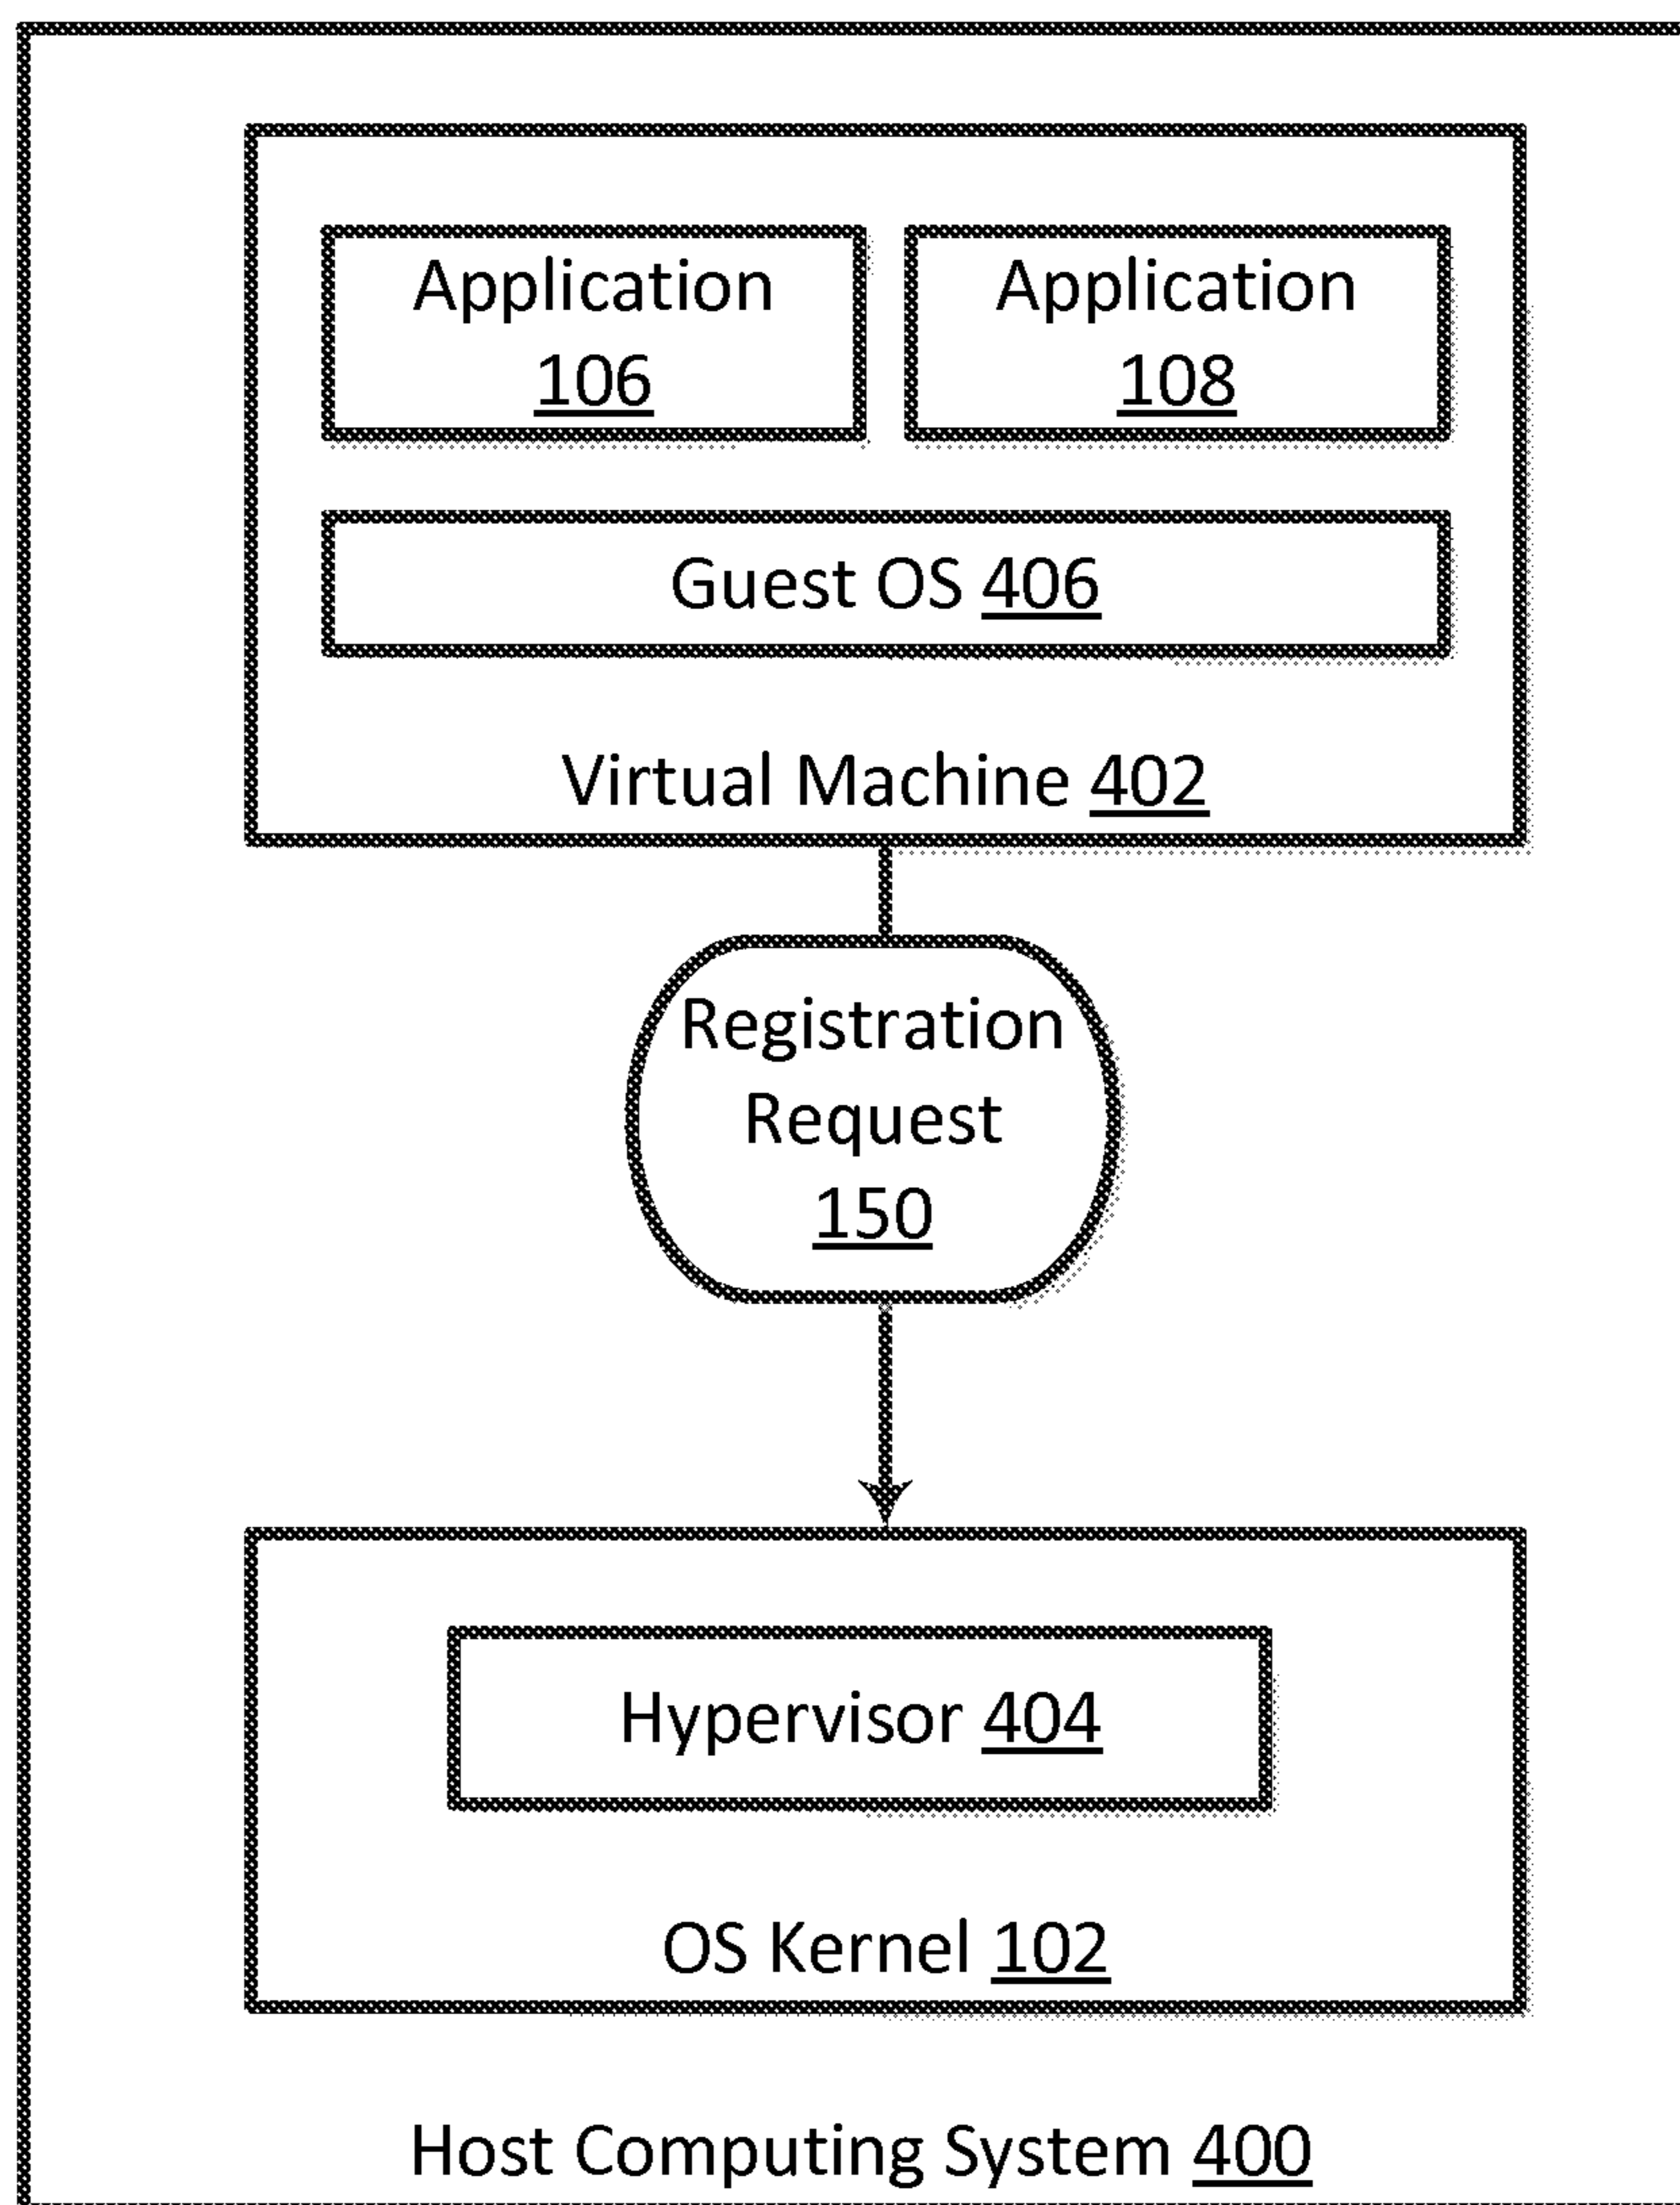 Application
106
Application
108
Guest OS 406
Virtual Machine 402
Registration
Request
150
Hypervisor 404
OS Kernel 102
Host Computing System 400